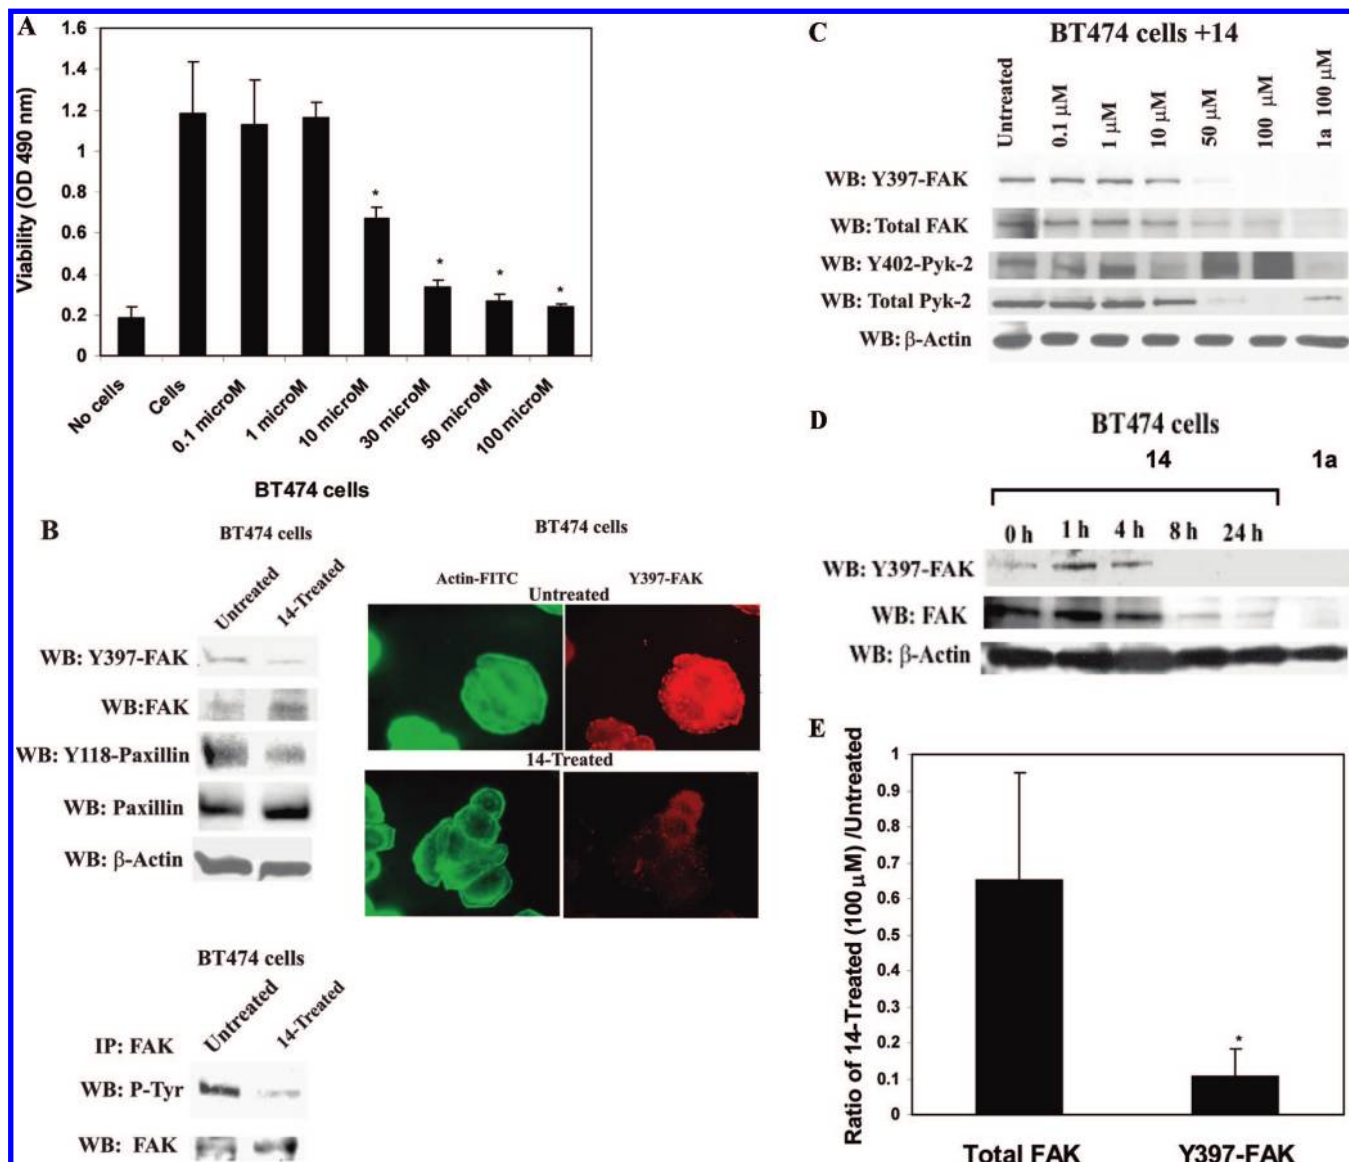 A
Viability (OD 490 nm)
1.6
1.4
1.2
1.0
0.8
0.6
0.4
0.2
0
* * * *
No cells
Cells
0.1 microM
1 microM
10 microM
30 microM
50 microM
100 microM
BT474 cells
B
BT474 cells
Untreated
14-Treated
WB: Y397-FAK
WB:FAK
WB: Y118-Paxillin
WB: Paxillin
WB: β-Actin
BT474 cells
Actin-FITC Y397-FAK
Untreated
14-Treated
BT474 cells
Untreated
14-Treated
IP: FAK
WB: P-Tyr
WB: FAK
C
BT474 cells +14
Untreated
0.1 μM
1 μM
10 μM
50 μM
100 μM
1a 100 μM
WB: Y397-FAK
WB: Total FAK
WB: Y402-Pyk-2
WB: Total Pyk-2
WB: β-Actin
D
BT474 cells
14 1a
0 h 1 h 4 h 8 h 24 h
WB: Y397-FAK
WB: FAK
WB: β-Actin
E
Ratio of 14-Treated (100 μM) /Untreated
1
0.9
0.8
0.7
0.6
0.5
0.4
0.3
0.2
0.1
0
*
Total FAK Y397-FAK